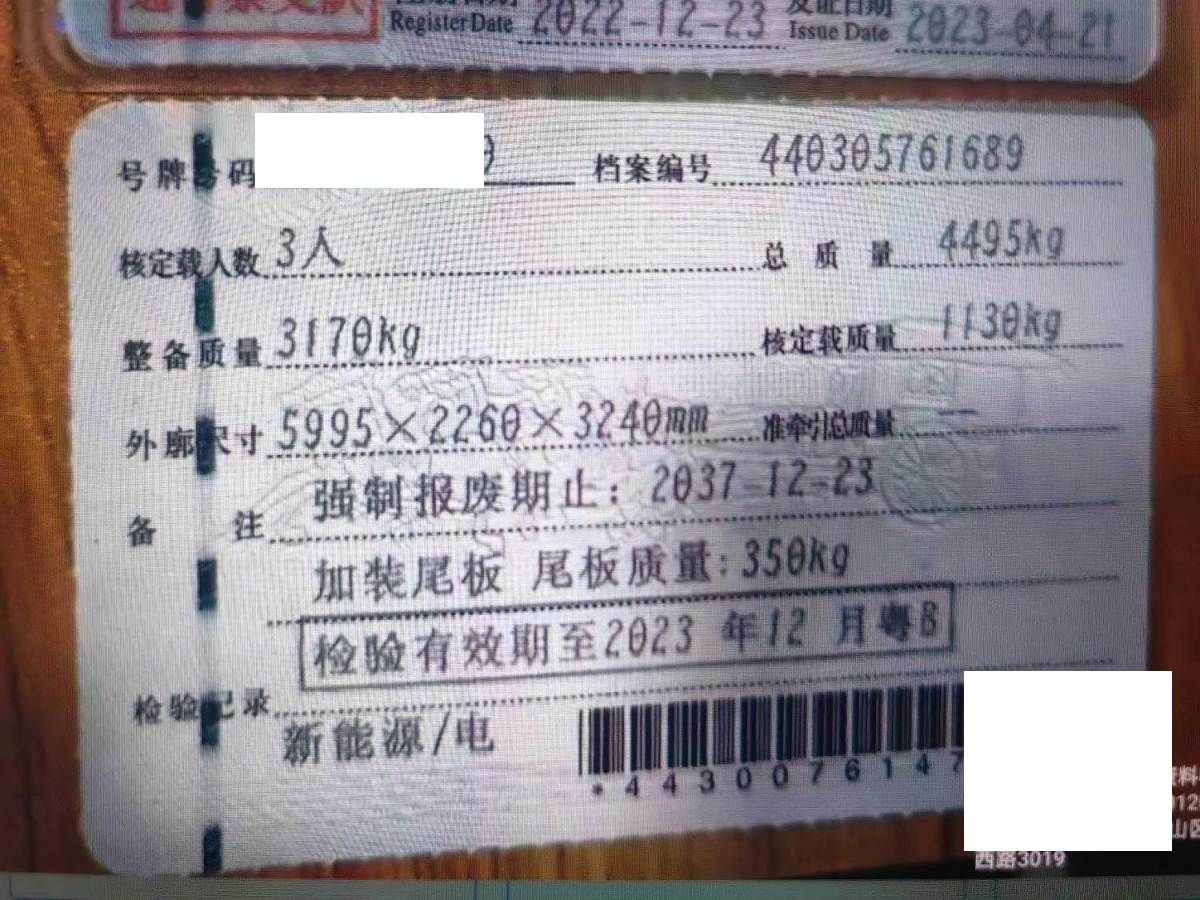 Register Date 2022-12-23 发证日期 Issue Date 2023-04-21
号牌号码 档案编号 440305761689
核定载人数 3人 总质量 4495kg
整备质量 3170kg 核定载质量 1130kg
外廓尺寸 5995×2260×3240mm 准牵引总质量 --
备注 强制报废期止: 2037-12-23
加装尾板 尾板质量:350kg
检验有效期至2023 年12 月粤B
检验记录
新能源/电
*4430076147
西路3019